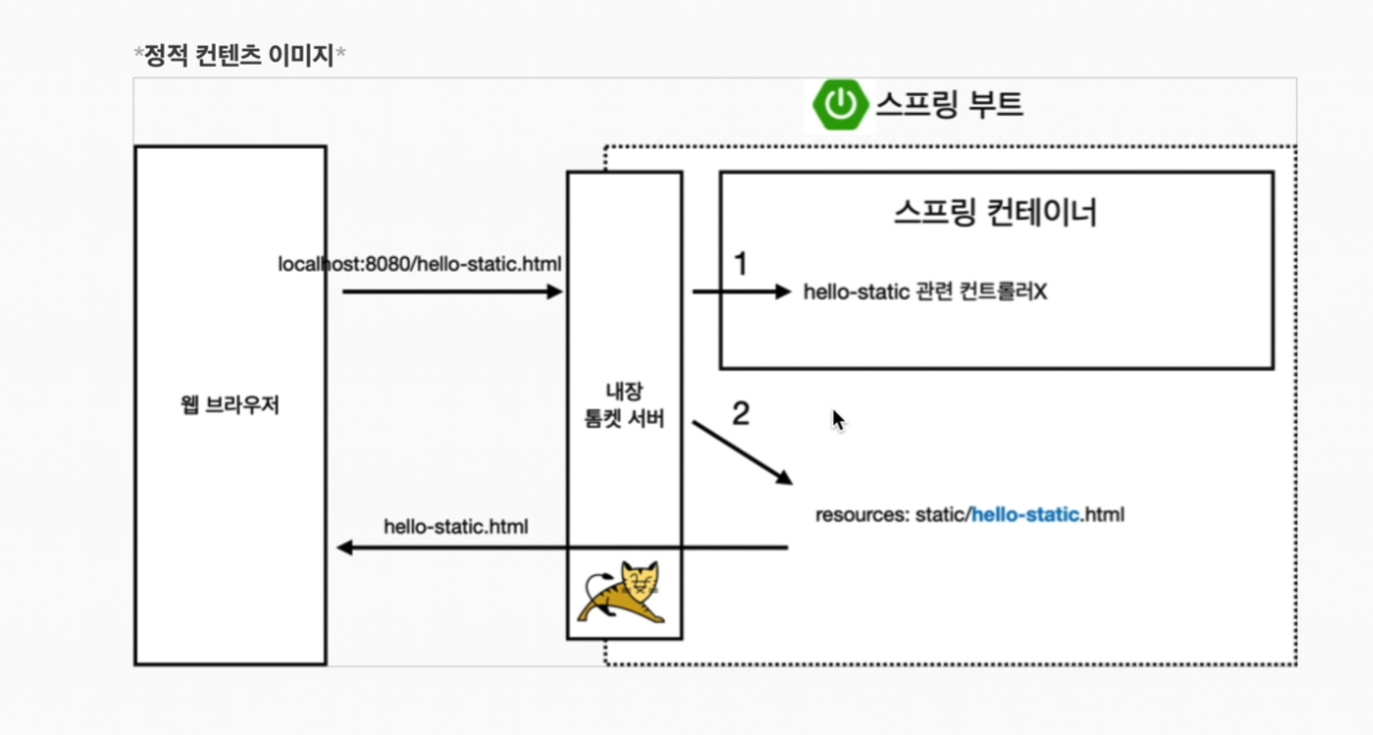 *정적 컨텐츠 이미지*
스프링 부트
스프링 컨테이너
localhost:8080/hello-static.html
1
hello-static 관련 컨트롤러X
웹 브라우저
내장
톰켓 서버
2
resources: static/hello-static.html
hello-static.html